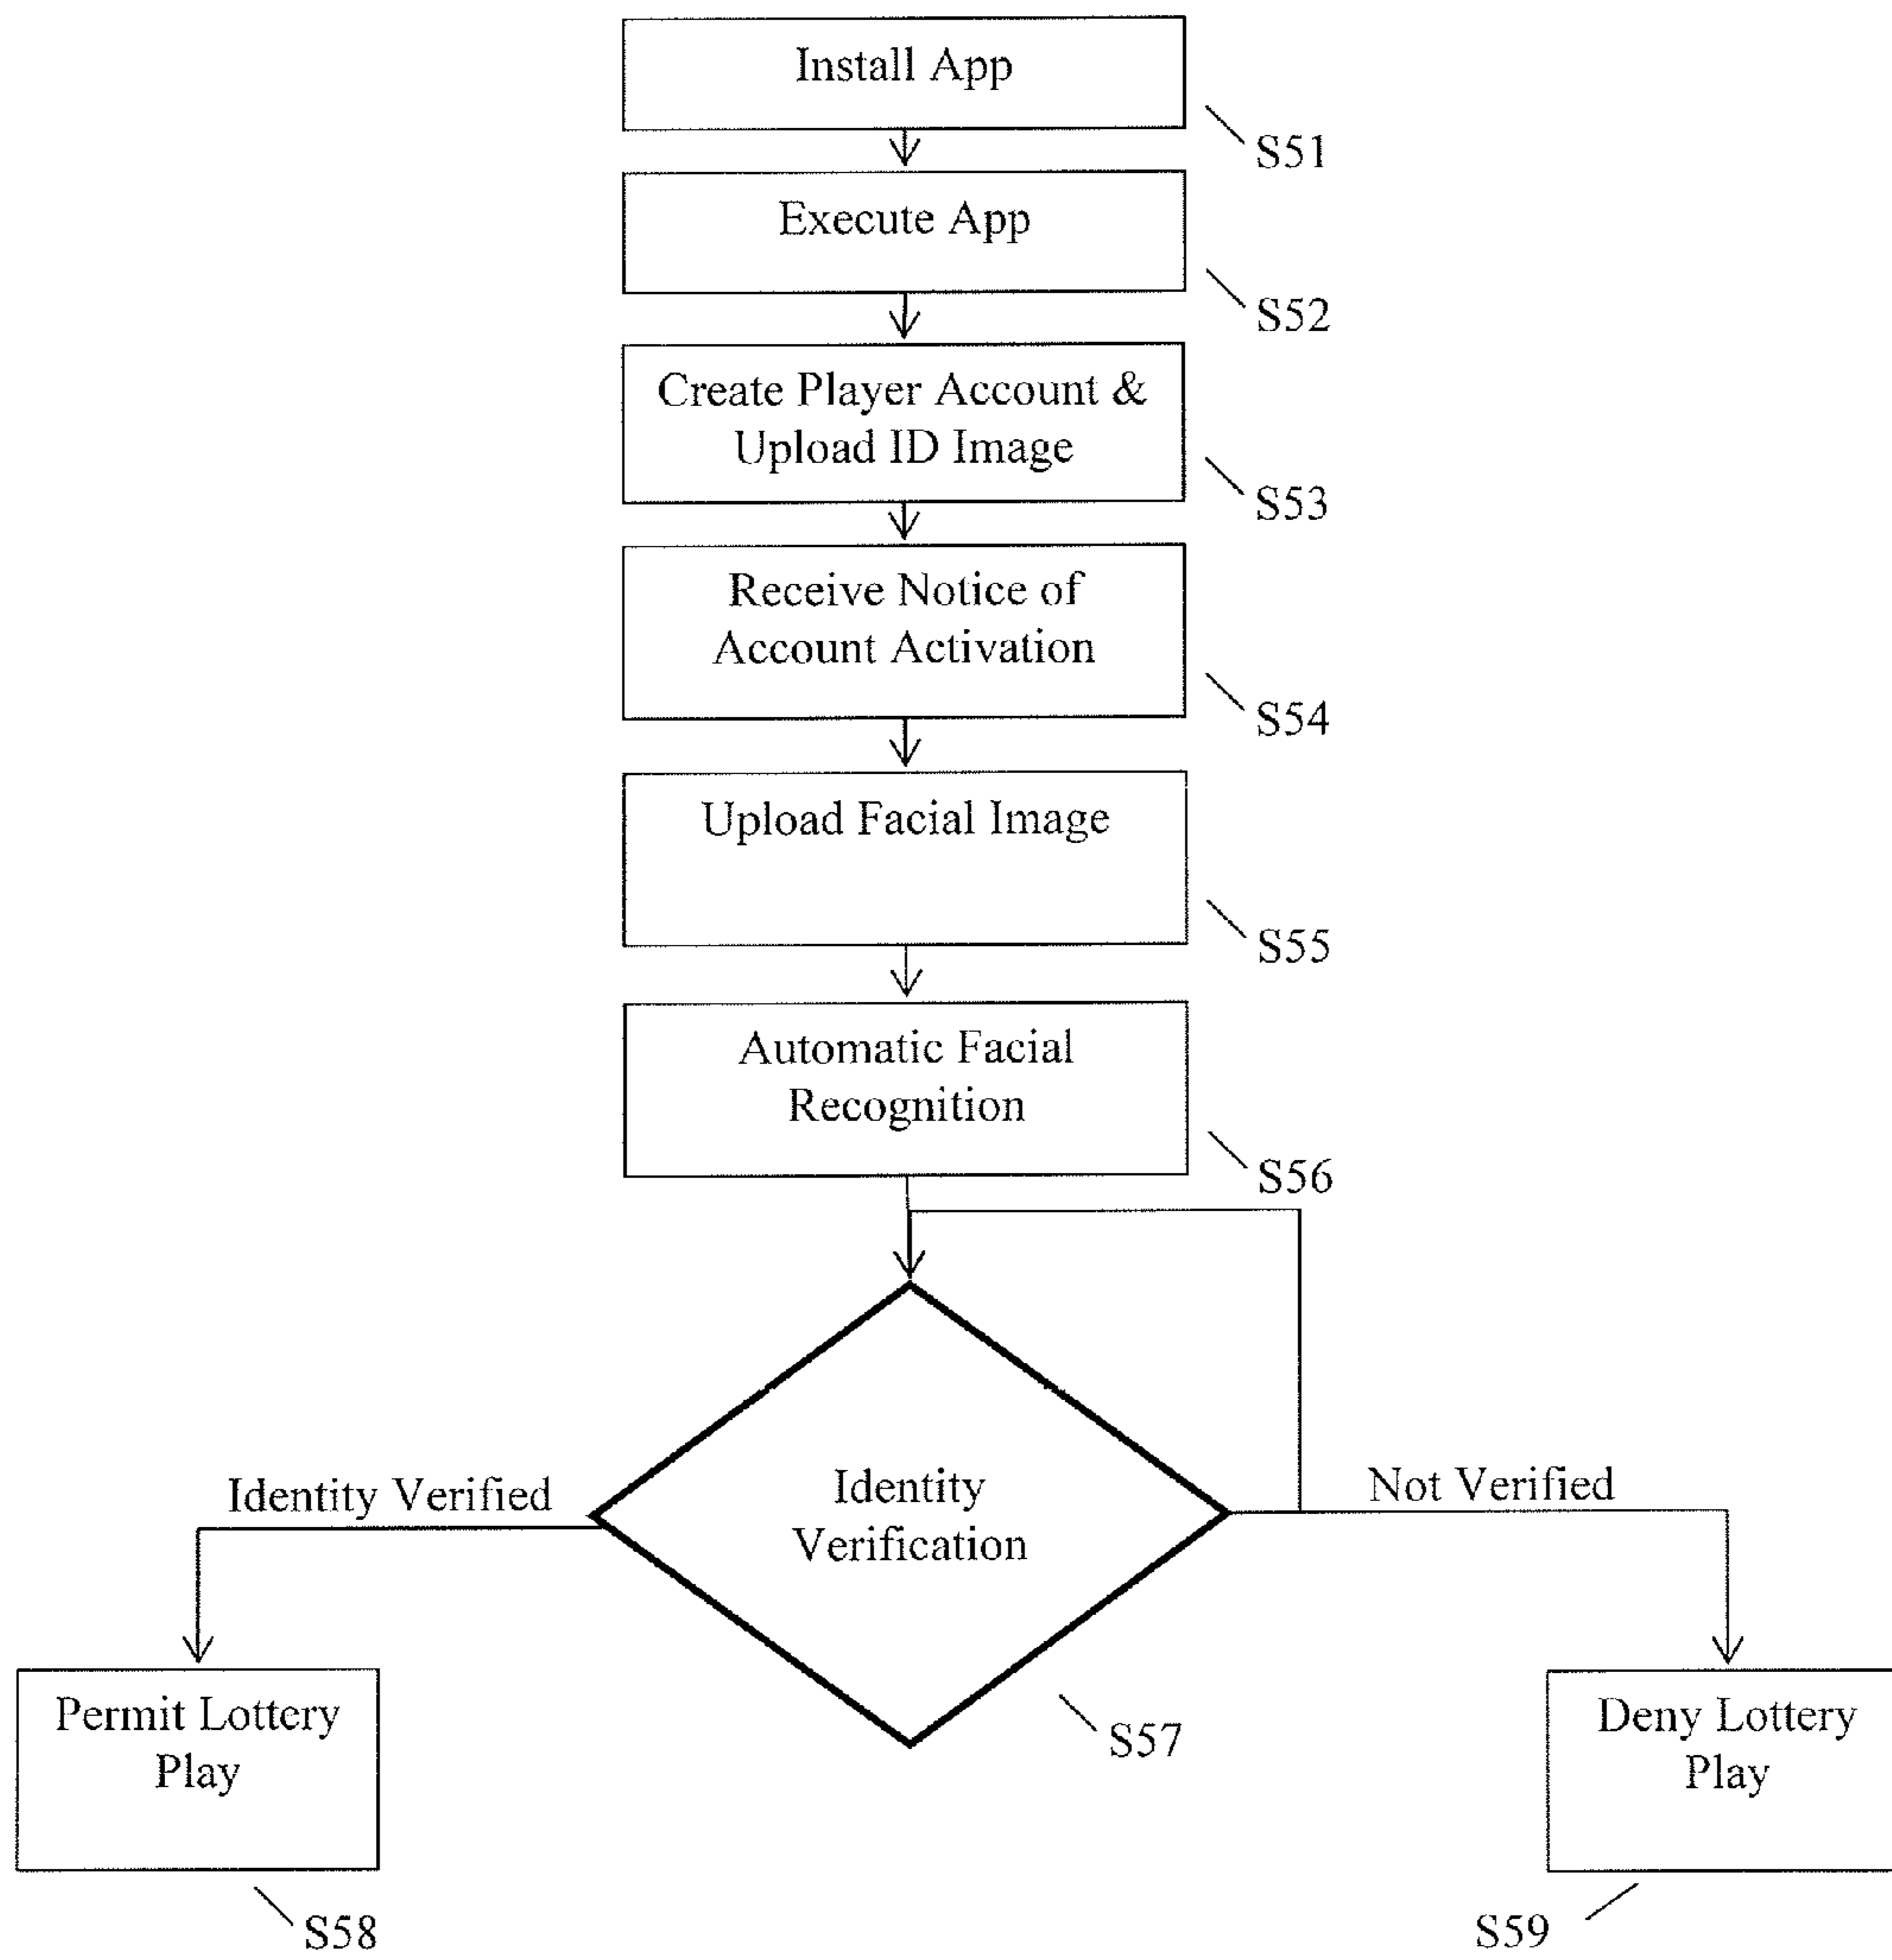 Install App
S51
Execute App
S52
Create Player Account &
Upload ID Image
S53
Receive Notice of
Account Activation
S54
Upload Facial Image
S55
Automatic Facial
Recognition
S56
Identity Verified
Identity
Verification
Not Verified
S57
Permit Lottery
Play
S58
Deny Lottery
Play
S59